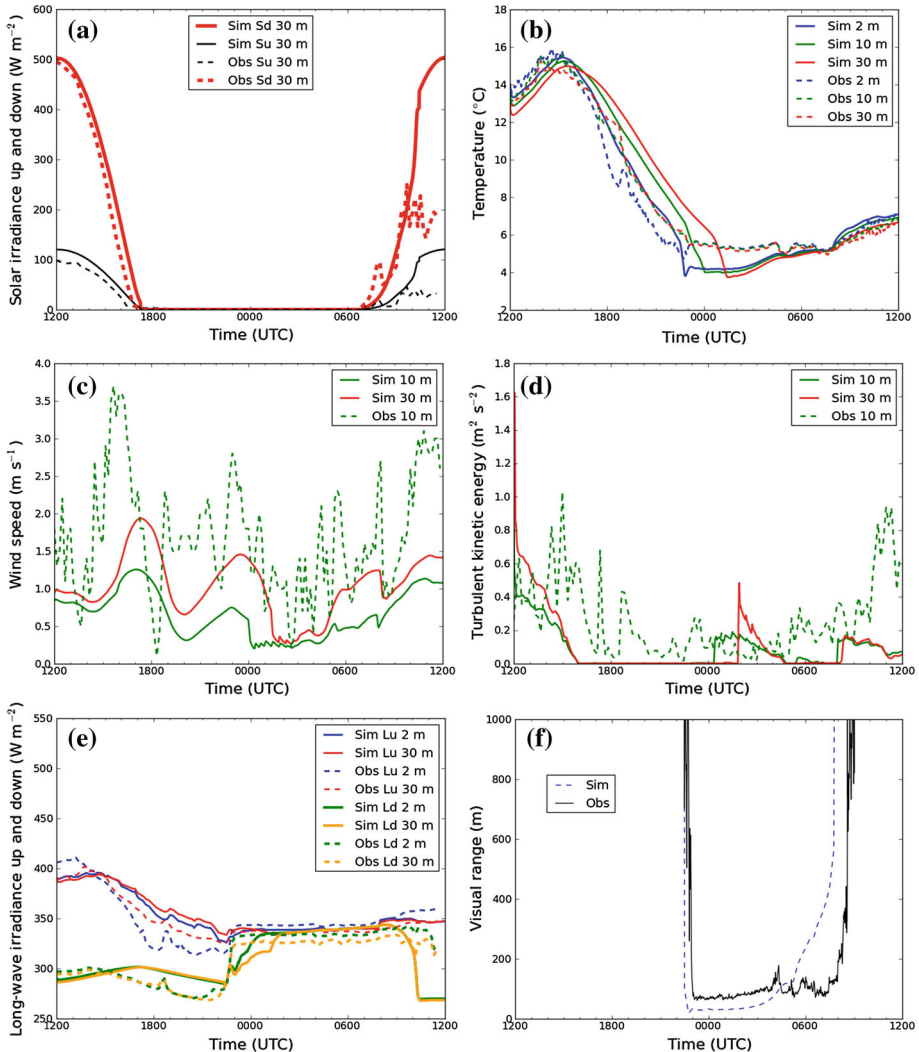 (a)
Solar irradiance up and down (W m⁻²)
600
500
400
300
200
100
0
Sim Sd 30 m
Sim Su 30 m
Obs Su 30 m
Obs Sd 30 m
1200 1800 0000 0600 1200
Time (UTC)
(b)
Temperature (°C)
18
16
14
12
10
8
6
4
2
Sim 2 m
Sim 10 m
Sim 30 m
Obs 2 m
Obs 10 m
Obs 30 m
1200 1800 0000 0600 1200
Time (UTC)
(c)
Wind speed (m s⁻¹)
4.0
3.5
3.0
2.5
2.0
1.5
1.0
0.5
0.0
Sim 10 m
Sim 30 m
Obs 10 m
1200 1800 0000 0600 1200
Time (UTC)
(d)
Turbulent kinetic energy (m² s⁻²)
1.8
1.6
1.4
1.2
1.0
0.8
0.6
0.4
0.2
0.0
Sim 10 m
Sim 30 m
Obs 10 m
1200 1800 0000 0600 1200
Time (UTC)
(e)
Long-wave irradiance up and down (W m⁻²)
550
500
450
400
350
300
250
Sim Lu 2 m
Sim Lu 30 m
Obs Lu 2 m
Obs Lu 30 m
Sim Ld 2 m
Sim Ld 30 m
Obs Ld 2 m
Obs Ld 30 m
1200 1800 0000 0600 1200
Time (UTC)
(f)
Visual range (m)
1000
800
600
400
200
0
Sim
Obs
1200 1800 0000 0600 1200
Time (UTC)